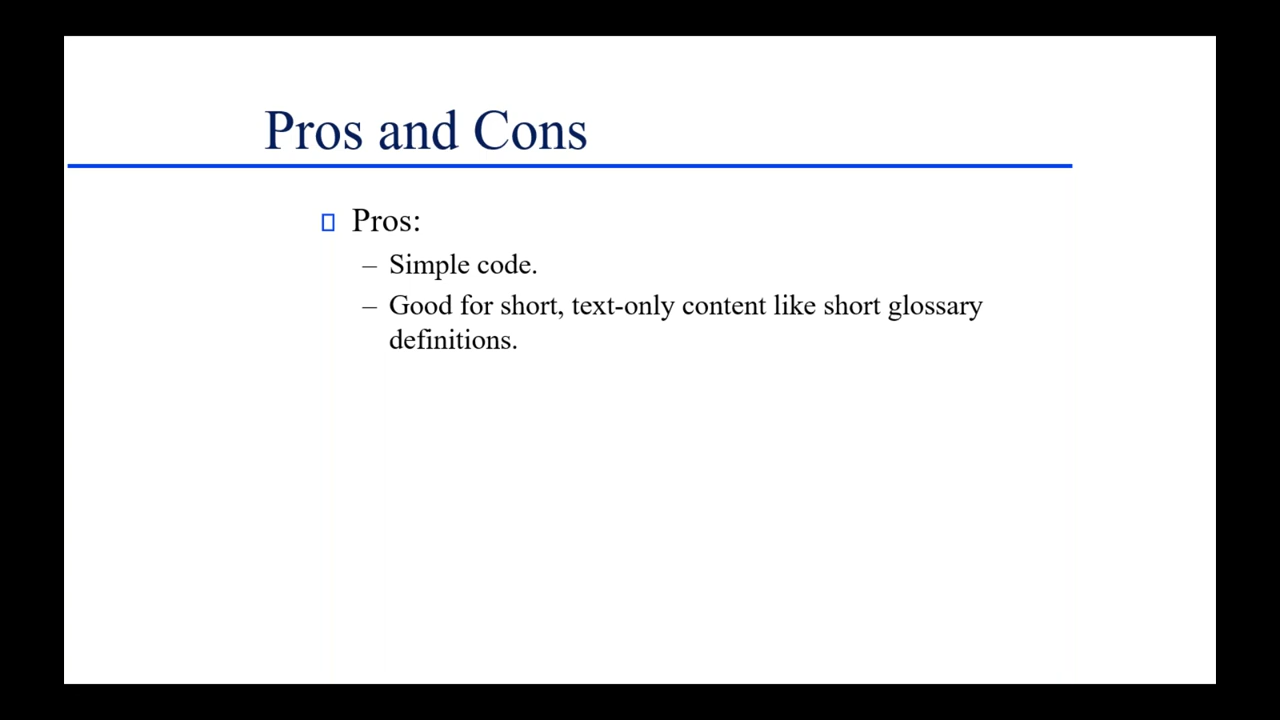 Pros and Cons
Pros:
– Simple code.
– Good for short, text-only content like short glossary
definitions.